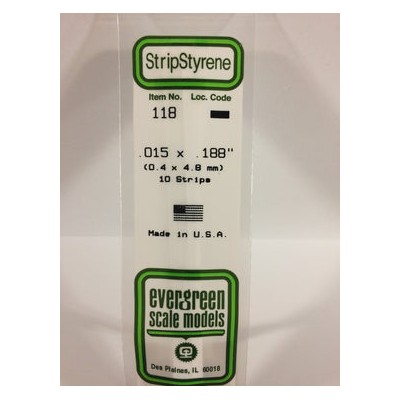 StripStyrene
Item No. Loc. Code
118
.015 x .188"
(0.4 x 4.8 mm)
10 Strips
Made in U.S.A.
evergreen
scale models
Des Plaines, IL 60018